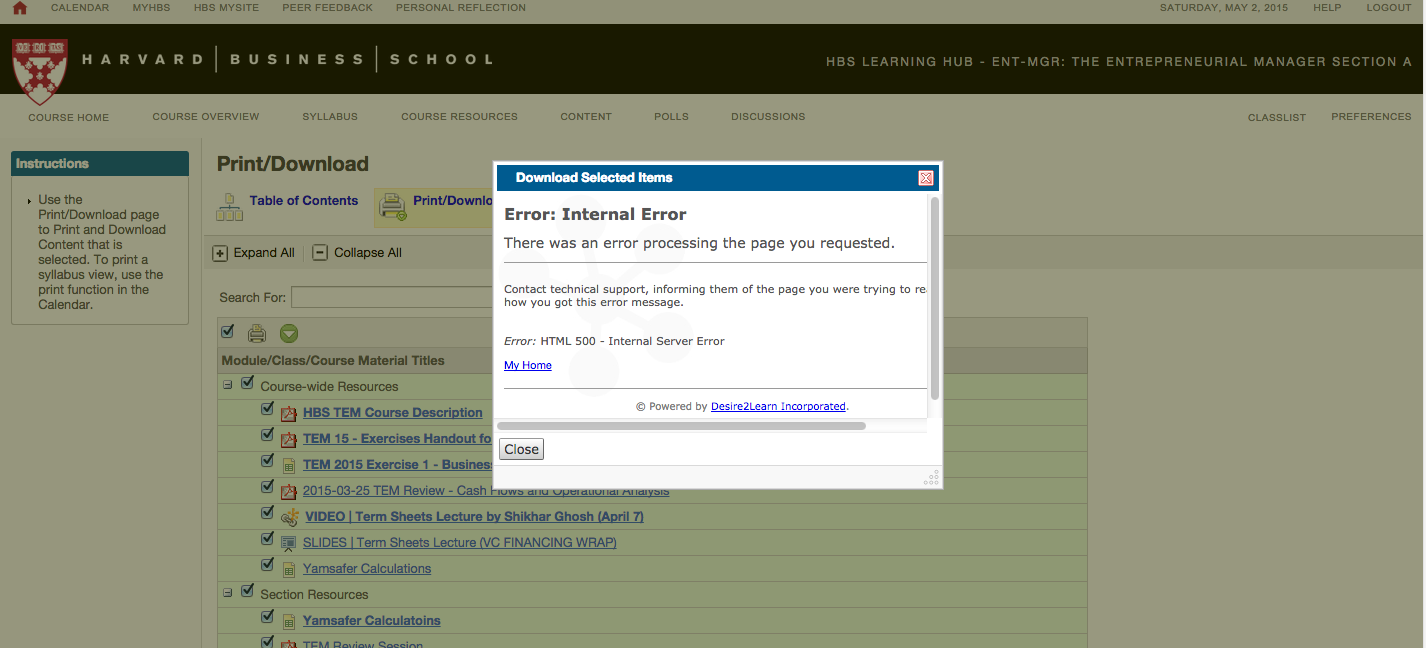 CALENDAR MYHBS HBS MYSITE PEER FEEDBACK PERSONAL REFLECTION SATURDAY, MAY 2, 2015 HELP LOGOUT
HARVARD | BUSINESS | SCHOOL
HBS LEARNING HUB - ENT-MGR: THE ENTREPRENEURIAL MANAGER SECTION A
COURSE HOME COURSE OVERVIEW SYLLABUS COURSE RESOURCES CONTENT POLLS DISCUSSIONS CLASSLIST PREFERENCES
Instructions
Use the
Print/Download page
to Print and Download
Content that is
selected. To print a
syllabus view, use the
print function in the
Calendar.
Print/Download
Table of Contents Print/Downlo
Expand All Collapse All
Search For:
Module/Class/Course Material Titles
Course-wide Resources
HBS TEM Course Description
TEM 15 - Exercises Handout fo
TEM 2015 Exercise 1 - Business
2015-03-25 TEM Review - Cash Flows and Operational Analysis
VIDEO | Term Sheets Lecture by Shikhar Ghosh (April 7)
SLIDES | Term Sheets Lecture (VC FINANCING WRAP)
Yamsafer Calculations
Section Resources
Yamsafer Calculatoins
TEM Review Session
Download Selected Items
Error: Internal Error
There was an error processing the page you requested.
Contact technical support, informing them of the page you were trying to rea
how you got this error message.
Error: HTML 500 - Internal Server Error
My Home
© Powered by Desire2Learn Incorporated.
Close